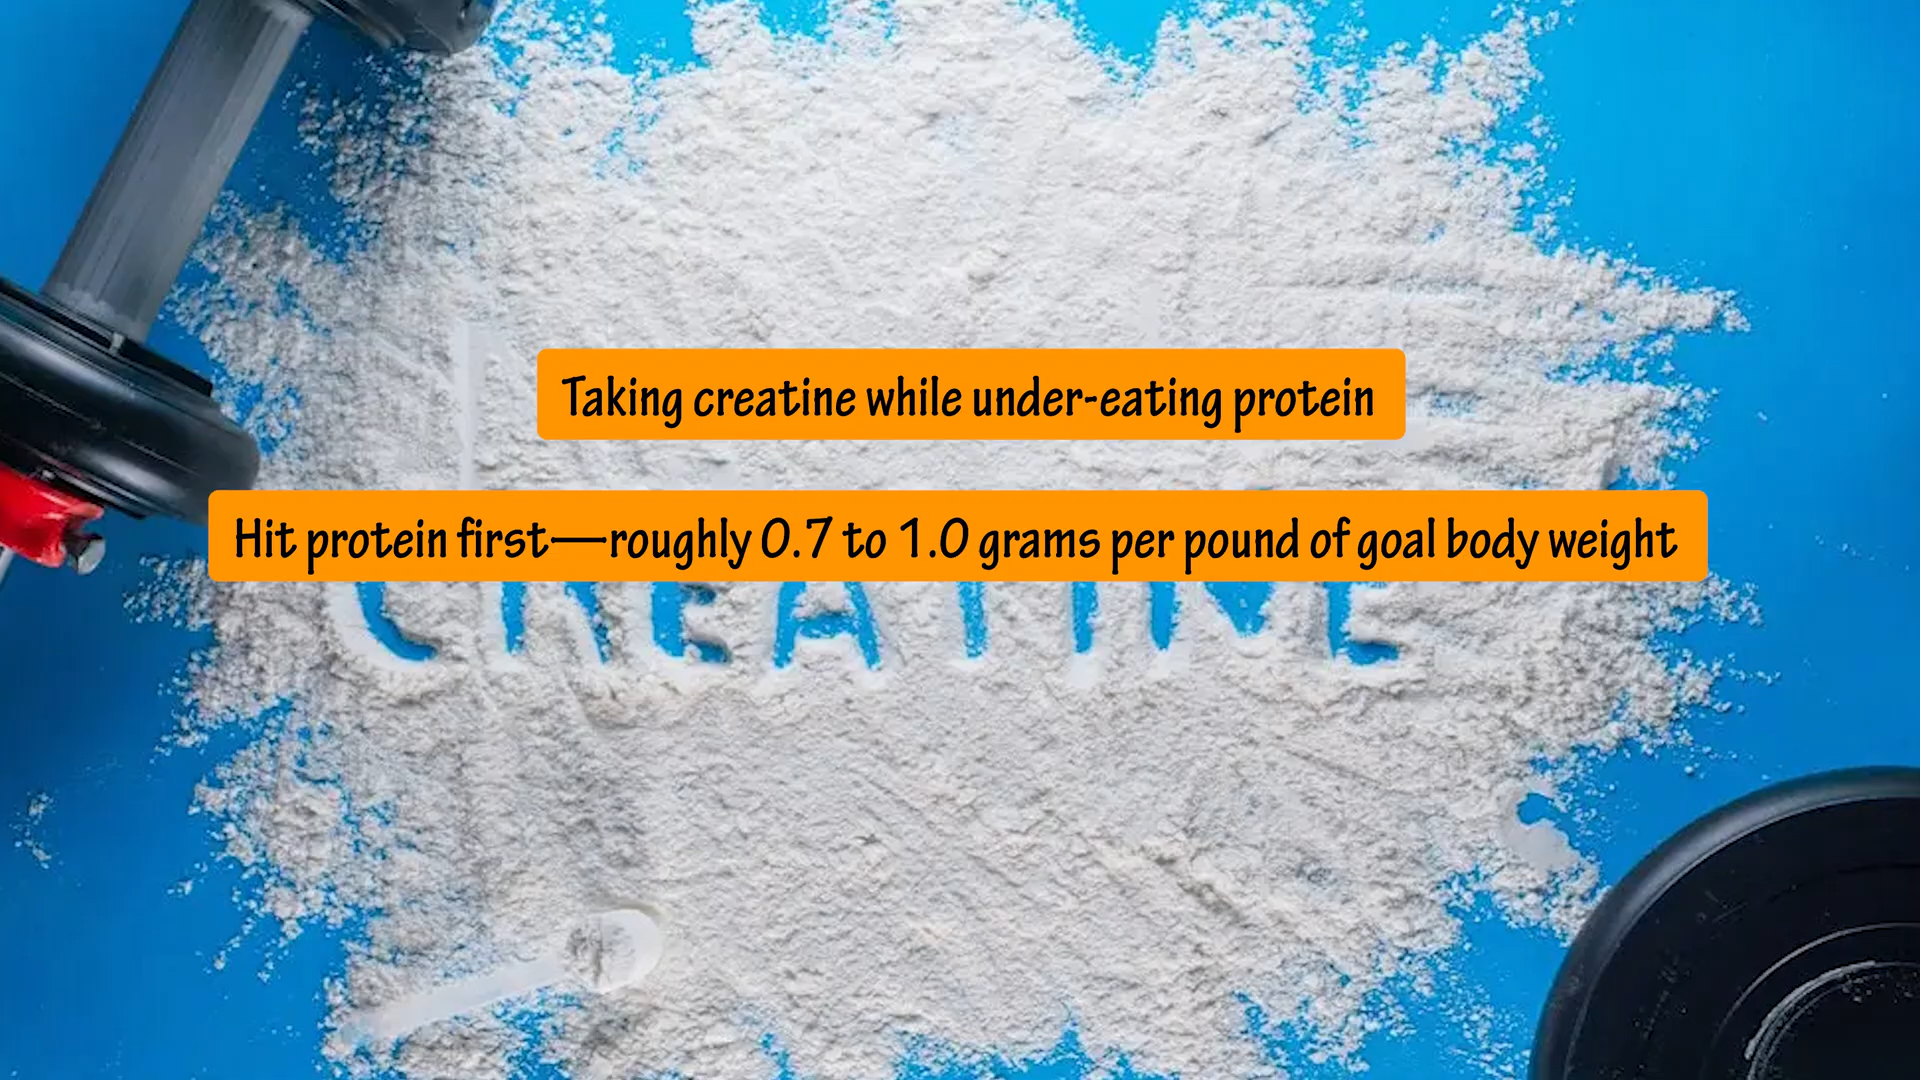 Taking creatine while under-eating protein
Hit protein first—roughly 0.7 to 1.0 grams per pound of goal body weight
CREATINE